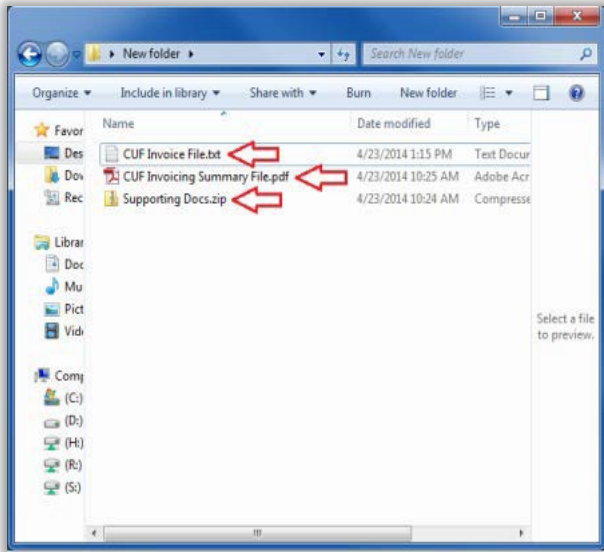 New folder
Search New folder
Organize Include in library Share with Burn New folder
Name Date modified Type
CUF Invoice File.txt 4/23/2014 1:15 PM Text Docur
CUF Invoicing Summary File.pdf 4/23/2014 10:25 AM Adobe Acr
Supporting Docs.zip 4/23/2014 10:24 AM Compresse
Favor
Des
Dov
Rec
Librar
Doc
Mu
Pict
Vide
Comp
(C:)
(D:)
(H:)
(R:)
(S:)
Select a file
to preview.